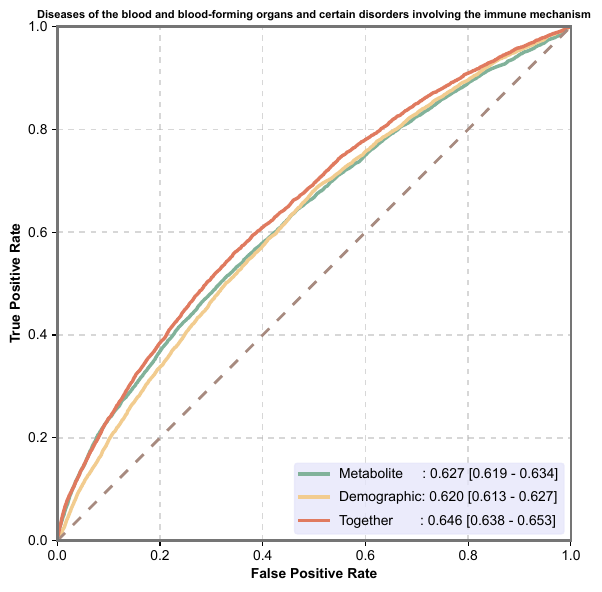 Diseases of the blood and blood-forming organs and certain disorders involving the immune mechanism
1.0
0.8
0.6
0.4
0.2
0.0
True Positive Rate
Metabolite : 0.627 [0.619 - 0.634]
Demographic: 0.620 [0.613 - 0.627]
Together : 0.646 [0.638 - 0.653]
0.0 0.2 0.4 0.6 0.8 1.0
False Positive Rate